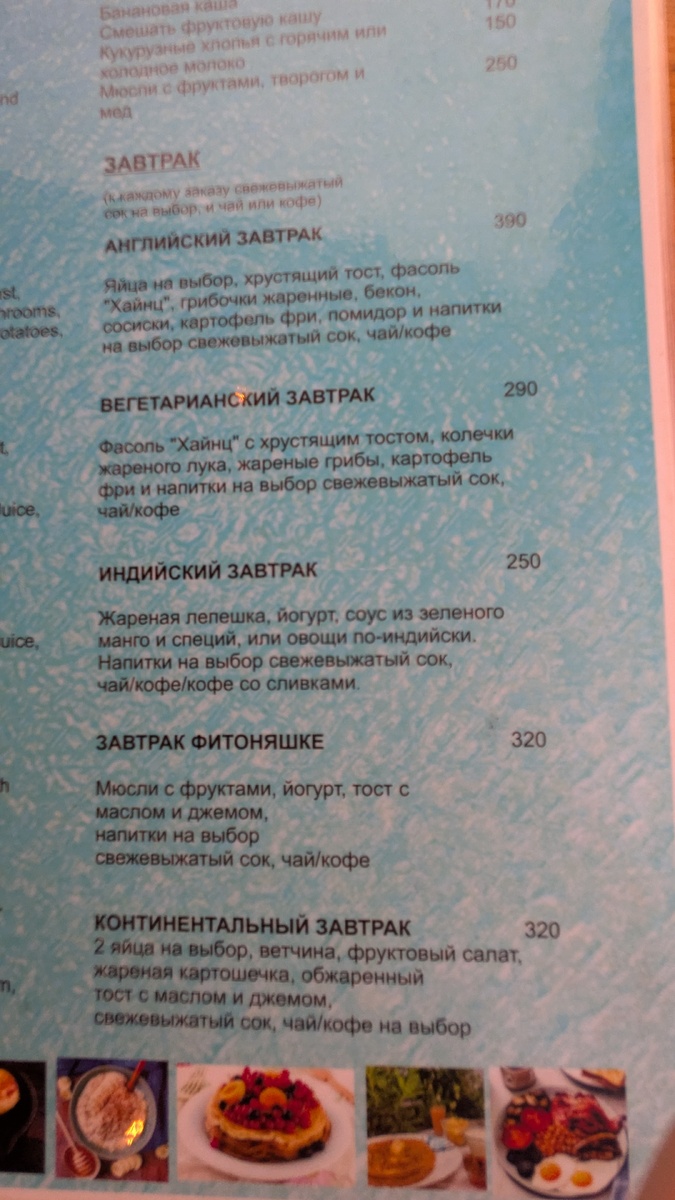 Банановая каша 170
Смешать фруктовую кашу 150
Кукурузные хлопья с горячим или
холодное молоко 250
Мюсли с фруктами, творогом и
мед
ЗАВТРАК
(к каждому заказу свежевыжатый
сок на выбор, и чай или кофе)
АНГЛИЙСКИЙ ЗАВТРАК 390
Яйца на выбор, хрустящий тост, фасоль
"Хайнц", грибочки жаренные, бекон,
сосиски, картофель фри, помидор и напитки
на выбор свежевыжатый сок, чай/кофе
ВЕГЕТАРИАНСКИЙ ЗАВТРАК 290
Фасоль "Хайнц" с хрустящим тостом, колечки
жареного лука, жареные грибы, картофель
фри и напитки на выбор свежевыжатый сок,
чай/кофе
ИНДИЙСКИЙ ЗАВТРАК 250
Жареная лепешка, йогурт, соус из зеленого
манго и специй, или овощи по-индийски.
Напитки на выбор свежевыжатый сок,
чай/кофе/кофе со сливками.
ЗАВТРАК ФИТОНЯШКЕ 320
Мюсли с фруктами, йогурт, тост с
маслом и джемом,
напитки на выбор
свежевыжатый сок, чай/кофе
КОНТИНЕНТАЛЬНЫЙ ЗАВТРАК 320
2 яйца на выбор, ветчина, фруктовый салат,
жареная картошечка, обжаренный
тост с маслом и джемом,
свежевыжатый сок, чай/кофе на выбор